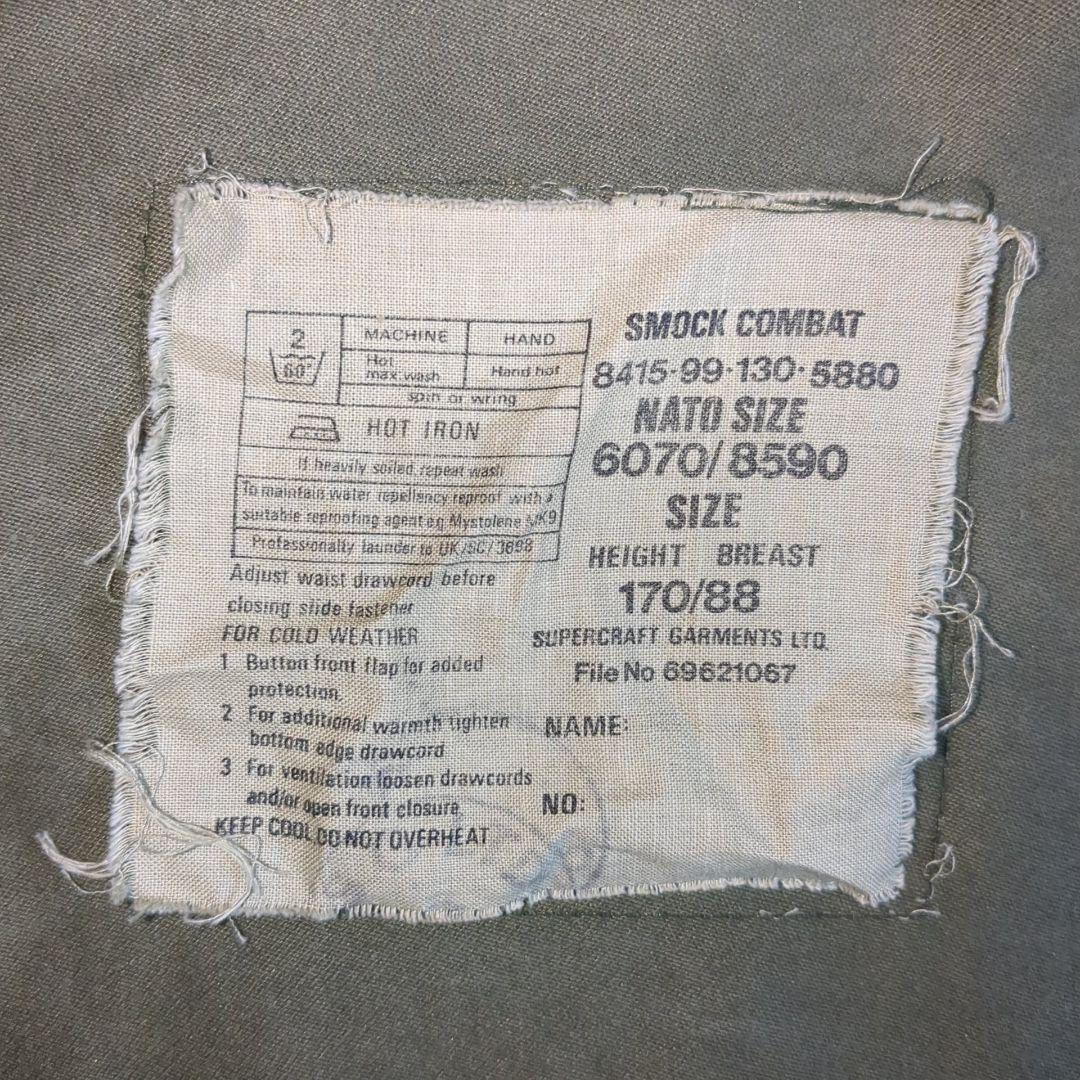 2
60°
MACHINE
HAND
Hot
max. wash
Hand hot
spin or wring
HOT IRON
If heavily soiled repeat wash
To maintain water repellency reproof with a
suitable reproofing agent e.g Mystolene MK9
Professionally launder to UK/SC/3698
Adjust waist drawcord before
closing slide fastener
FOR COLD WEATHER
1 Button front flap for added
protection.
2 For additional warmth tighten
bottom edge drawcord
3 For ventilation loosen drawcords
and/or open front closure
KEEP COOL DO NOT OVERHEAT
SMOCK COMBAT
8415-99-130-5880
NATO SIZE
6070/8590
SIZE
HEIGHT BREAST
170/88
SUPERCRAFT GARMENTS LTD.
File No 69621067
NAME:
NO: